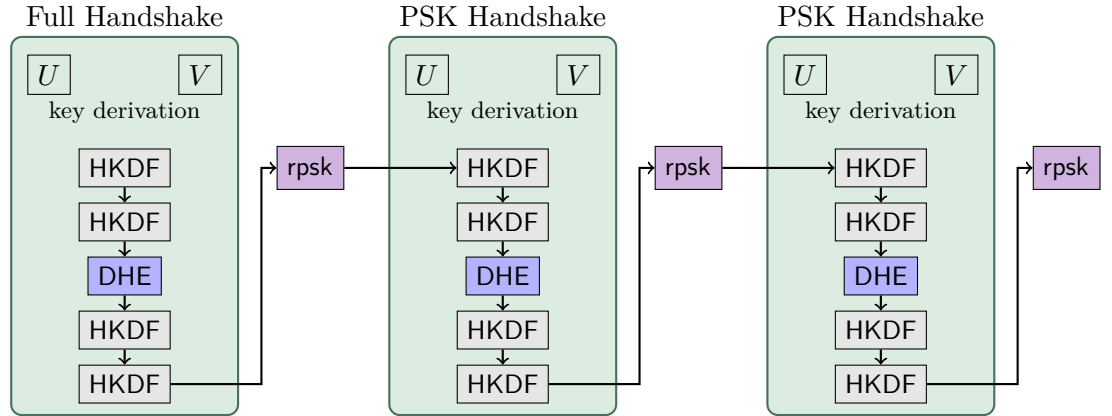 Full Handshake
PSK Handshake
PSK Handshake
U V
U V
U V
key derivation
key derivation
key derivation
HKDF
rpsk
HKDF
rpsk
HKDF
rpsk
HKDF
HKDF
HKDF
DHE
DHE
DHE
HKDF
HKDF
HKDF
HKDF
HKDF
HKDF